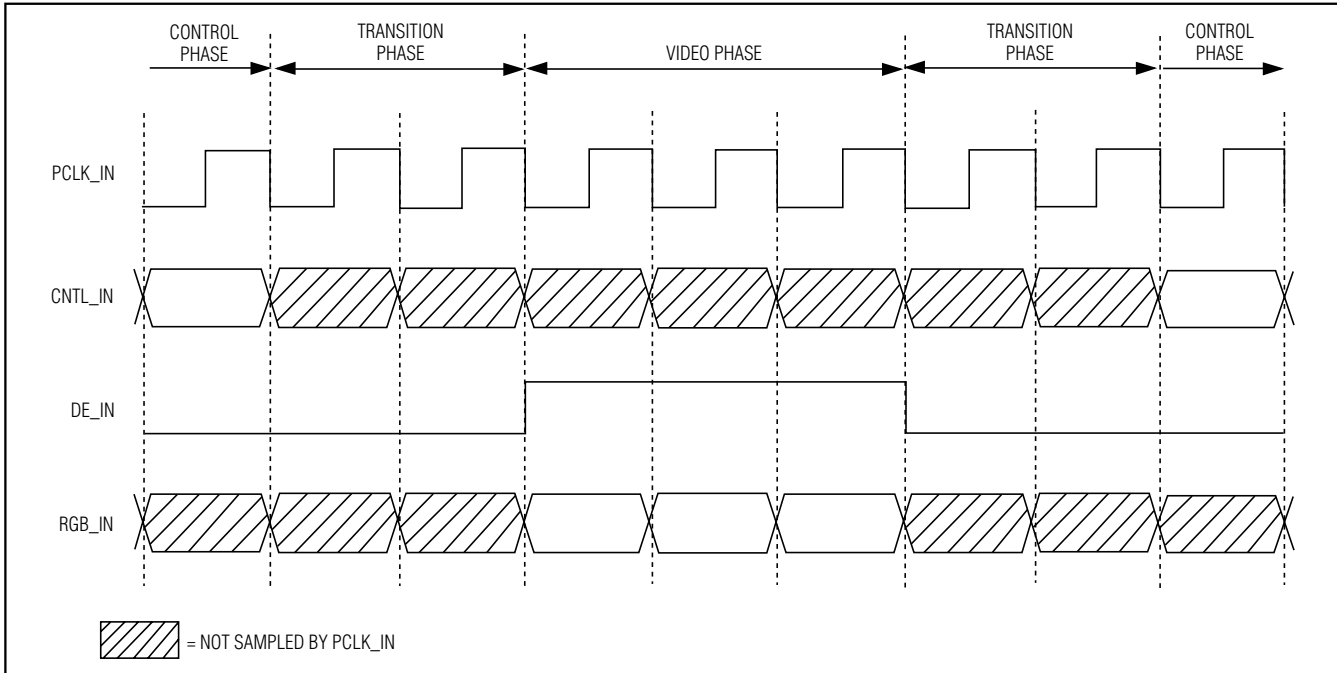 CONTROL
PHASE
TRANSITION
PHASE
VIDEO PHASE
TRANSITION
PHASE
CONTROL
PHASE
PCLK_IN
CNTL_IN
DE_IN
RGB_IN
= NOT SAMPLED BY PCLK_IN